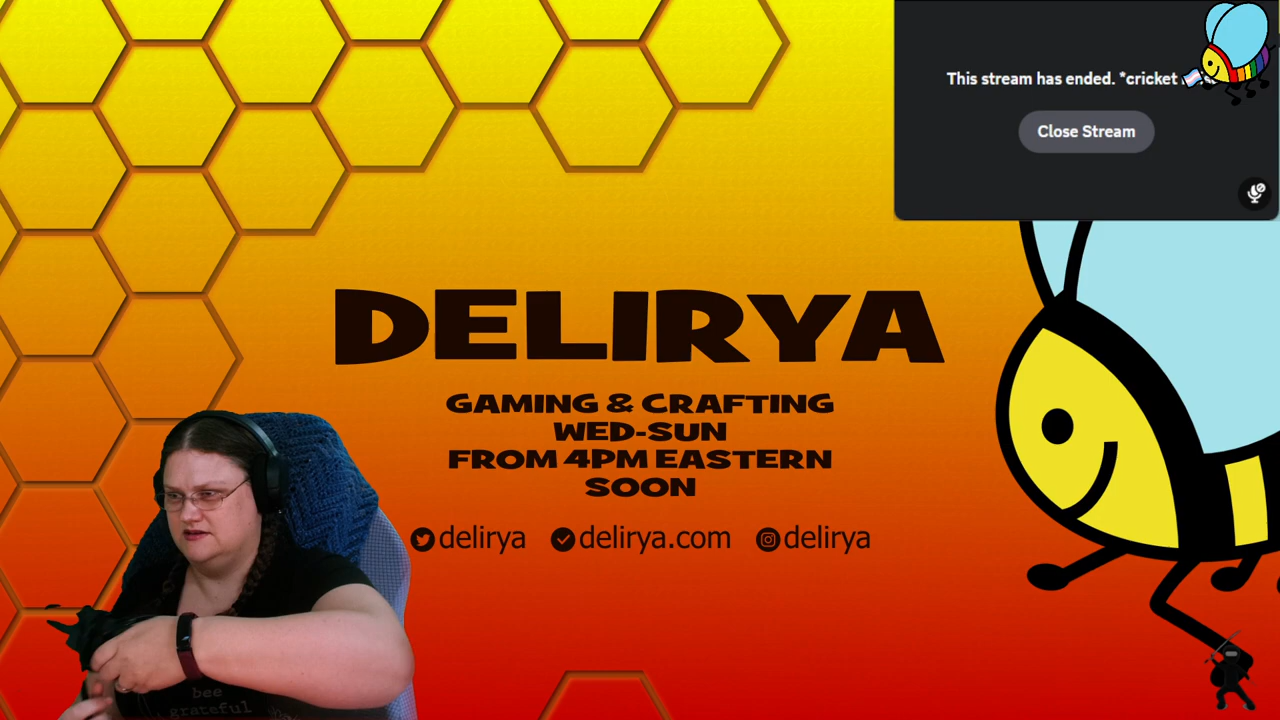 This stream has ended. *cricket
Close Stream
DELIRYA
GAMING & CRAFTING
WED-SUN
FROM 4PM EASTERN
SOON
delirya delirya.com delirya
bee
grateful